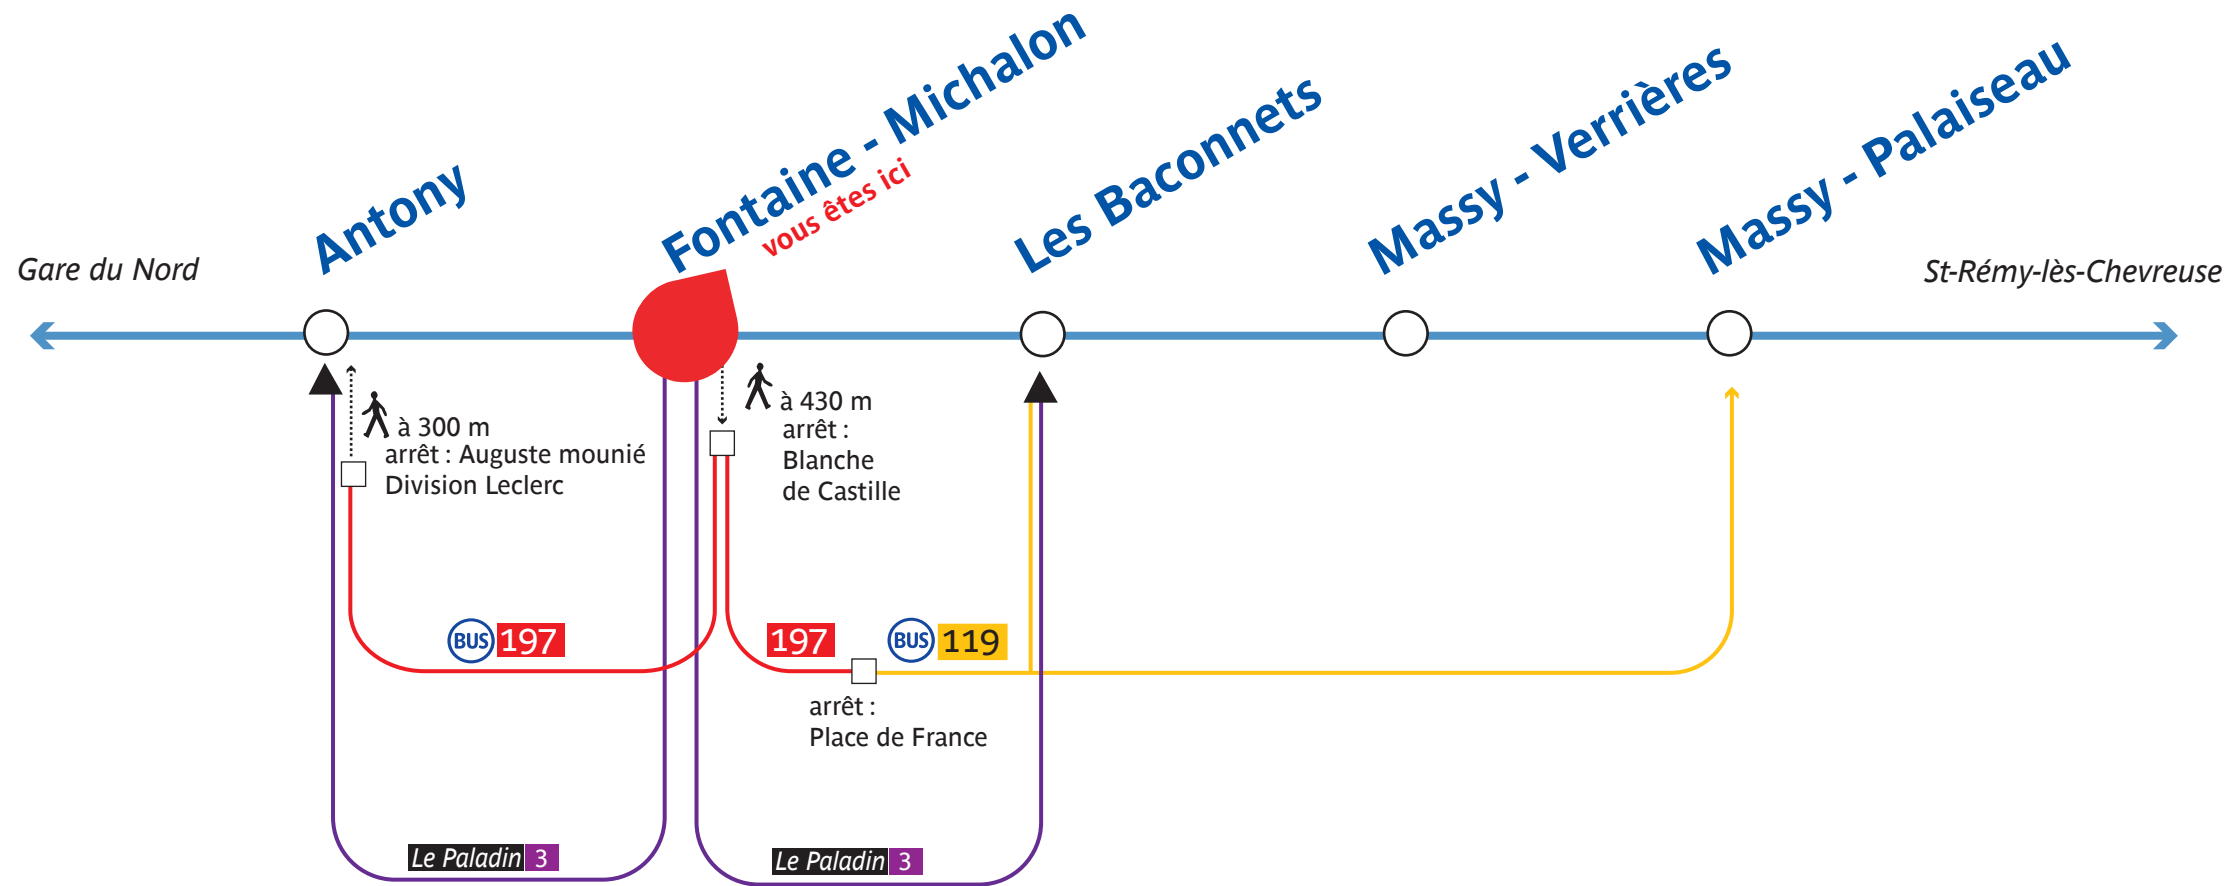 Gare du Nord
Antony
Fontaine - Michalon
vous êtes ici
Les Baconnets
Massy - Verrières
Massy - Palaiseau
St-Rémy-lès-Chevreuse
à 300 m
arrêt : Auguste mounié
Division Leclerc
à 430 m
arrêt :
Blanche
de Castille
BUS 197
197
BUS 119
arrêt :
Place de France
Le Paladin 3
Le Paladin 3